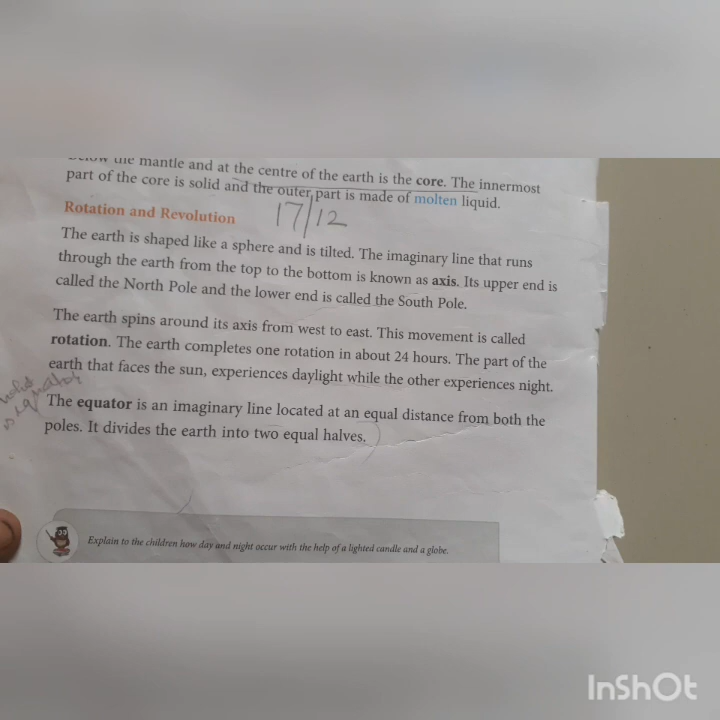 Below the mantle and at the centre of the earth is the core. The innermost
part of the core is solid and the outer part is made of molten liquid.
Rotation and Revolution
17/12
The earth is shaped like a sphere and is tilted. The imaginary line that runs
through the earth from the top to the bottom is known as axis. Its upper end is
called the North Pole and the lower end is called the South Pole.
The earth spins around its axis from west to east. This movement is called
rotation. The earth completes one rotation in about 24 hours. The part of the
earth that faces the sun, experiences daylight while the other experiences night.
The equator is an imaginary line located at an equal distance from both the
poles. It divides the earth into two equal halves.
Explain to the children how day and night occur with the help of a lighted candle and a globe.
InShOt